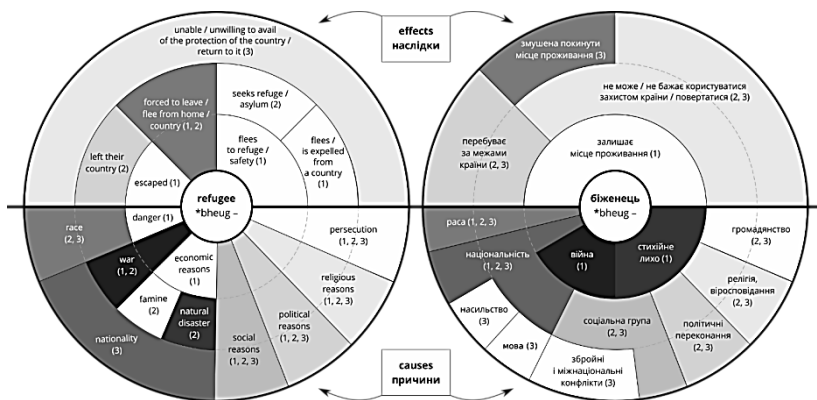 unable / unwilling to avail
of the protection of the country /
return to it (3)
forced to leave /
flee from home /
country (1, 2)
seeks refuge /
asylum (2)
left their
country (2)
flees
to refuge /
safety (1)
flees /
is expelled
from
a country
(1)
escaped (1)
refugee
*bheug –
danger (1)
race
(2, 3)
war
(1, 2)
economic
reasons
(1)
famine
(2)
natural
disaster
(2)
nationality
(3)
social
reasons
(1, 2, 3)
political
reasons
(1, 2, 3)
religious
reasons
(1, 2, 3)
persecution
(1, 2, 3)
effects
наслідки
causes
причини
змушена покинути
місце проживання (3)
не може / не бажає користуватися
захистом країни / повертатися (2, 3)
перебуває
за межами
країни (2, 3)
залишає
місце проживання (1)
біженець
*bheug –
раса (1, 2, 3)
національність
(1, 2, 3)
війна
(1)
стихійне
лихо (1)
громадянство
(2, 3)
релігія,
віросповідання
(2, 3)
політичні
переконання
(2, 3)
соціальна група
(2, 3)
насильство
(3)
мова (3)
збройні
і міжнаціональні
конфлікти (3)